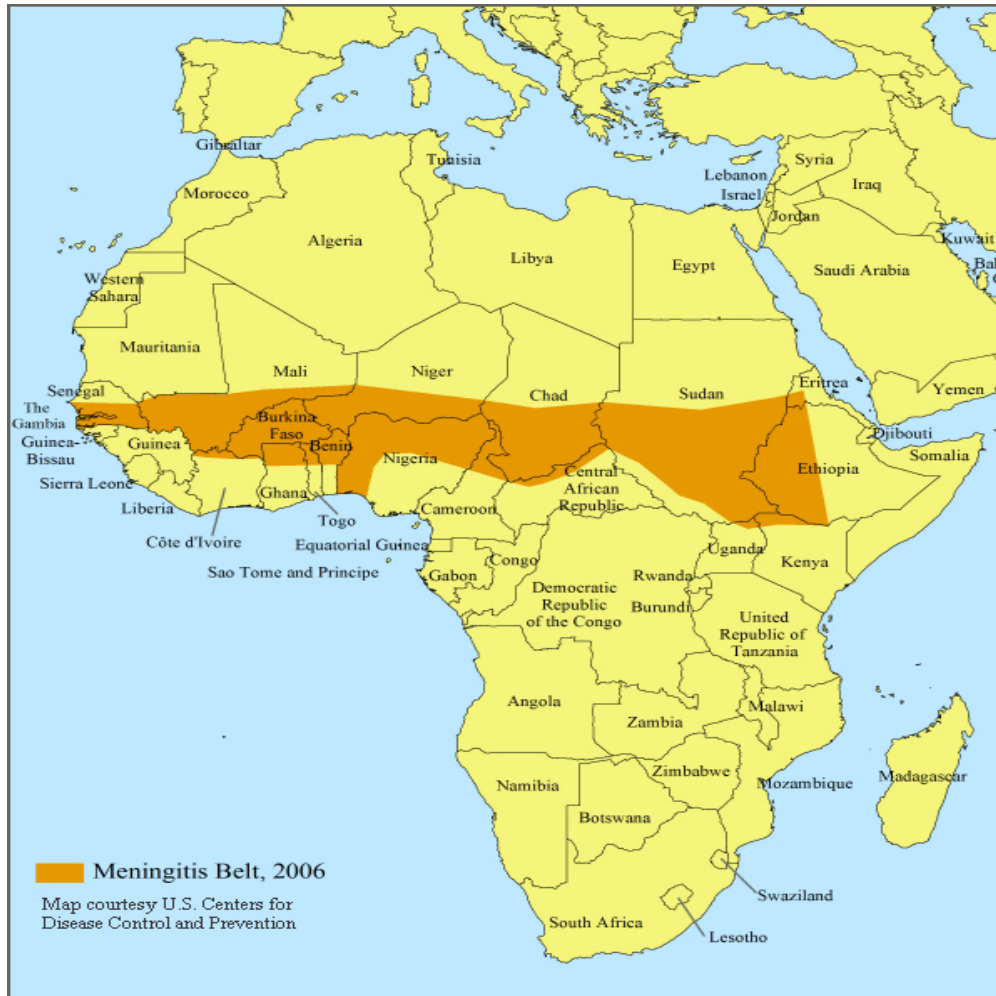 Gibraltar
Tunisia
Syria
Lebanon
Israel
Iraq
Morocco
Jordan
Kuwait
Algeria
Libya
Egypt
Saudi Arabia
Western
Sahara
Mauritania
Mali
Niger
Chad
Sudan
Eritrea
Yemen
Senegal
The
Gambia
Burkina
Faso
Djibouti
Guinea-
Bissau
Guinea
Benin
Nigeria
Central
African
Republic
Ethiopia
Somalia
Sierra Leone
Liberia
Ghana
Togo
Cameroon
Côte d'Ivoire
Equatorial Guinea
Sao Tome and Principe
Gabon
Congo
Uganda
Kenya
Democratic
Republic
of the Congo
Rwanda
Burundi
United
Republic of
Tanzania
Angola
Zambia
Malawi
Namibia
Zimbabwe
Mozambique
Madagascar
Botswana
Swaziland
South Africa
Lesotho
Meningitis Belt, 2006
Map courtesy U.S. Centers for
Disease Control and Prevention